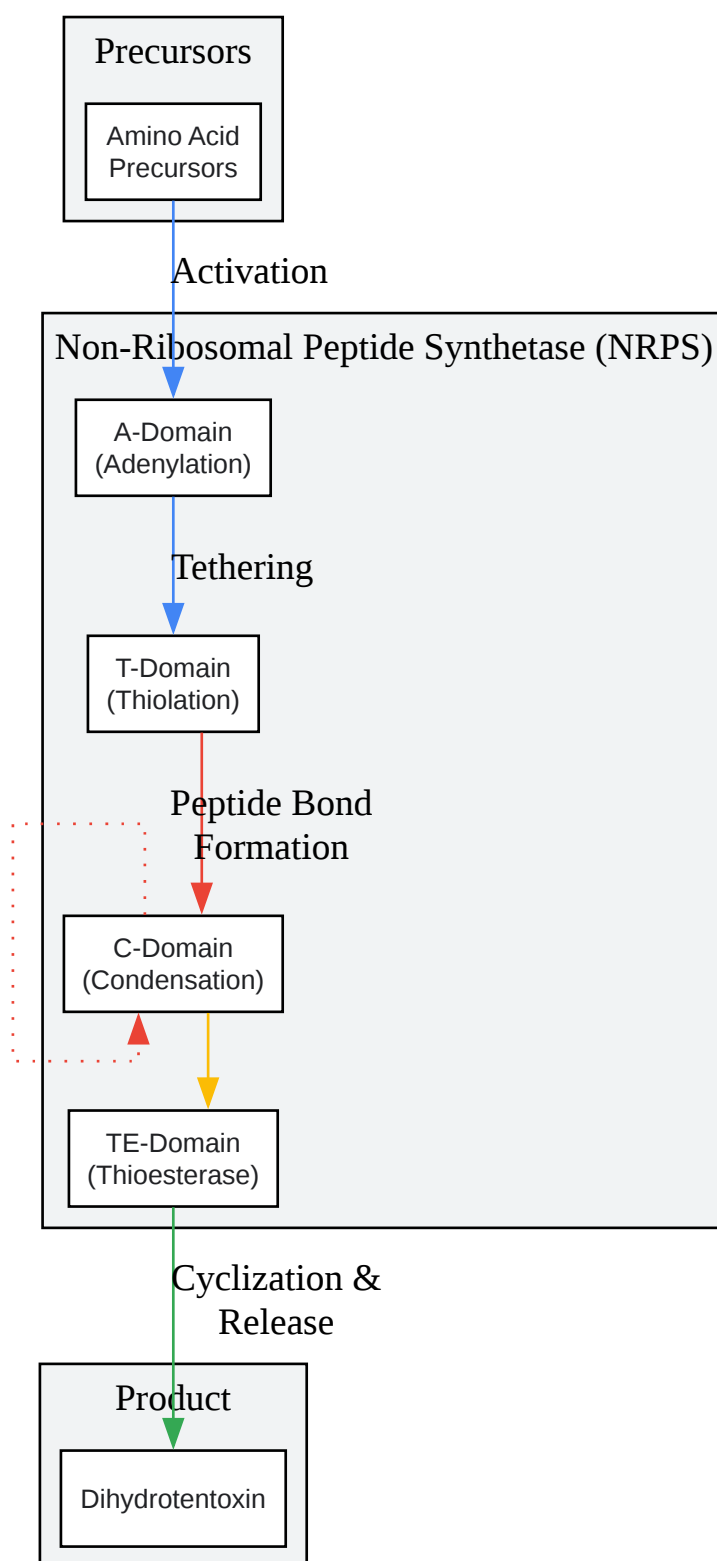 Precursors
Amino Acid
Precursors
Activation
Non-Ribosomal Peptide Synthetase (NRPS)
A-Domain
(Adenylation)
Tethering
T-Domain
(Thiolation)
Peptide Bond
Formation
C-Domain
(Condensation)
TE-Domain
(Thioesterase)
Cyclization &
Release
Product
Dihydrotentoxin